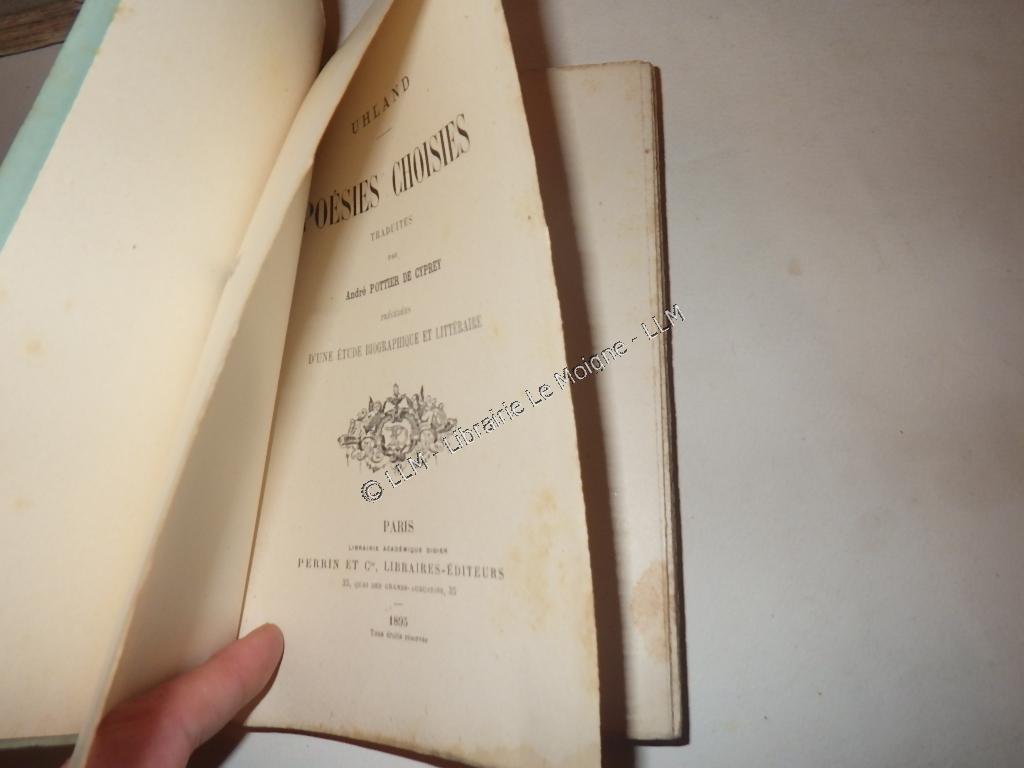 UHLAND
POÉSIES CHOISIES
TRADUITES
PAR
André POTTIER DE CYPREY
PRÉCÉDÉES
D'UNE ÉTUDE BIOGRAPHIQUE ET LITTÉRAIRE
© LLM - Librairie Le Moigne - LLM
PARIS
LIBRAIRIE ACADÉMIQUE DIDIER
PERRIN ET Cie, LIBRAIRES-ÉDITEURS
35, QUAI DES GRANDS-AUGUSTINS, 35
1895
Tous droits réservés